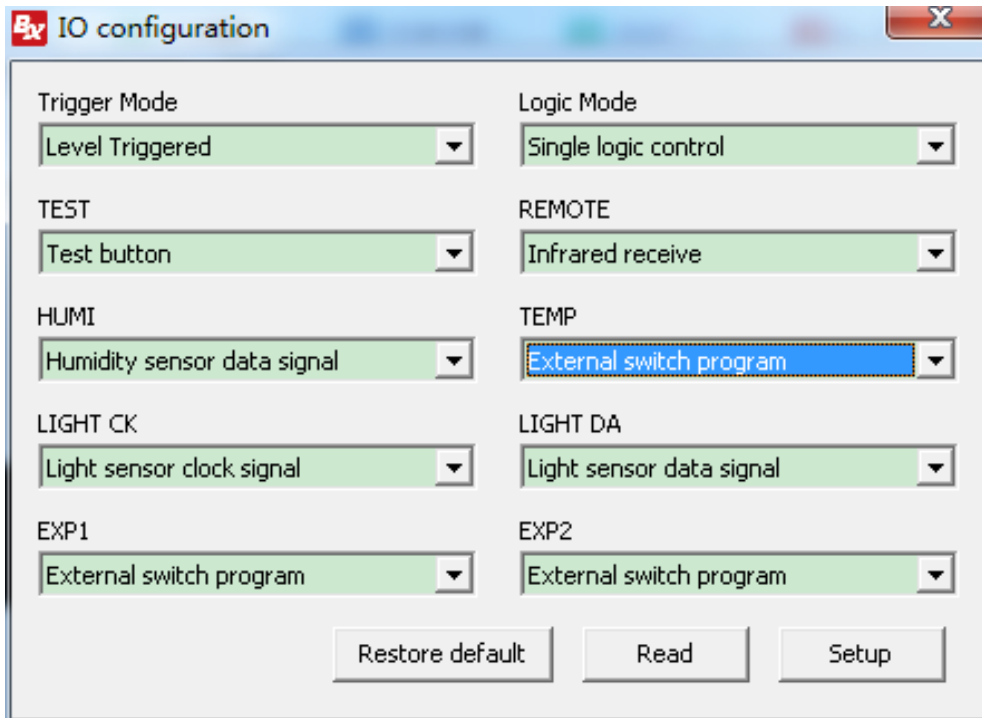 BX IO configuration
Trigger Mode Logic Mode
Level Triggered Single logic control
TEST REMOTE
Test button Infrared receive
HUMI TEMP
Humidity sensor data signal External switch program
LIGHT CK LIGHT DA
Light sensor clock signal Light sensor data signal
EXP1 EXP2
External switch program External switch program
Restore default Read Setup